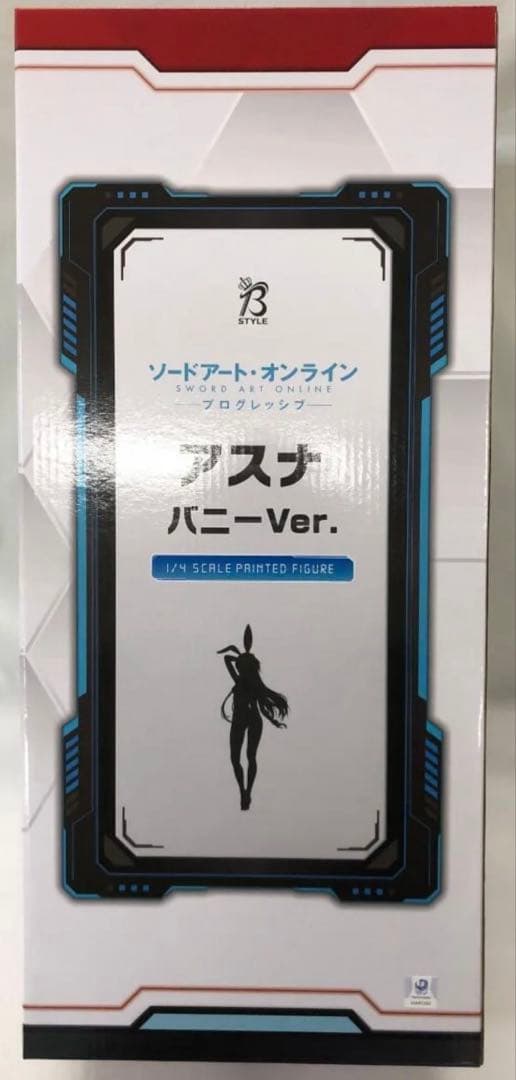 B
STYLE
ソードアート・オンライン
SWORD ART ONLINE
プログレッシブ
アスナ
バニーVer.
1/4 SCALE PAINTED FIGURE